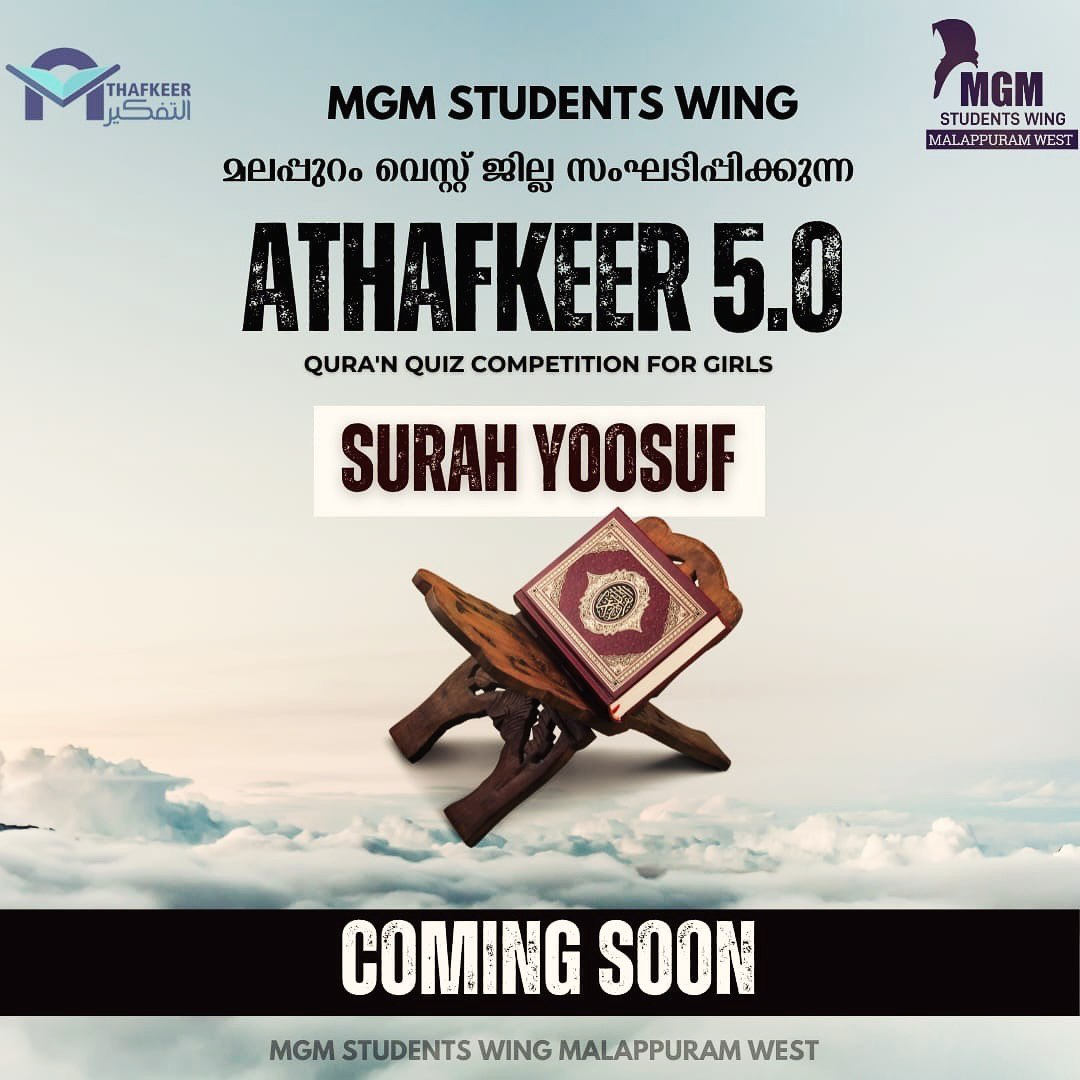 THAFKEER
التفكير
MGM STUDENTS WING
MGM
STUDENTS WING
MALAPPURAM WEST
മലപ്പുറം വെസ്റ്റ് ജില്ല സംഘടിപ്പിക്കുന്ന
ATHAFKEER 5.0
QURA'N QUIZ COMPETITION FOR GIRLS
SURAH YOOSUF
COMING SOON
MGM STUDENTS WING MALAPPURAM WEST